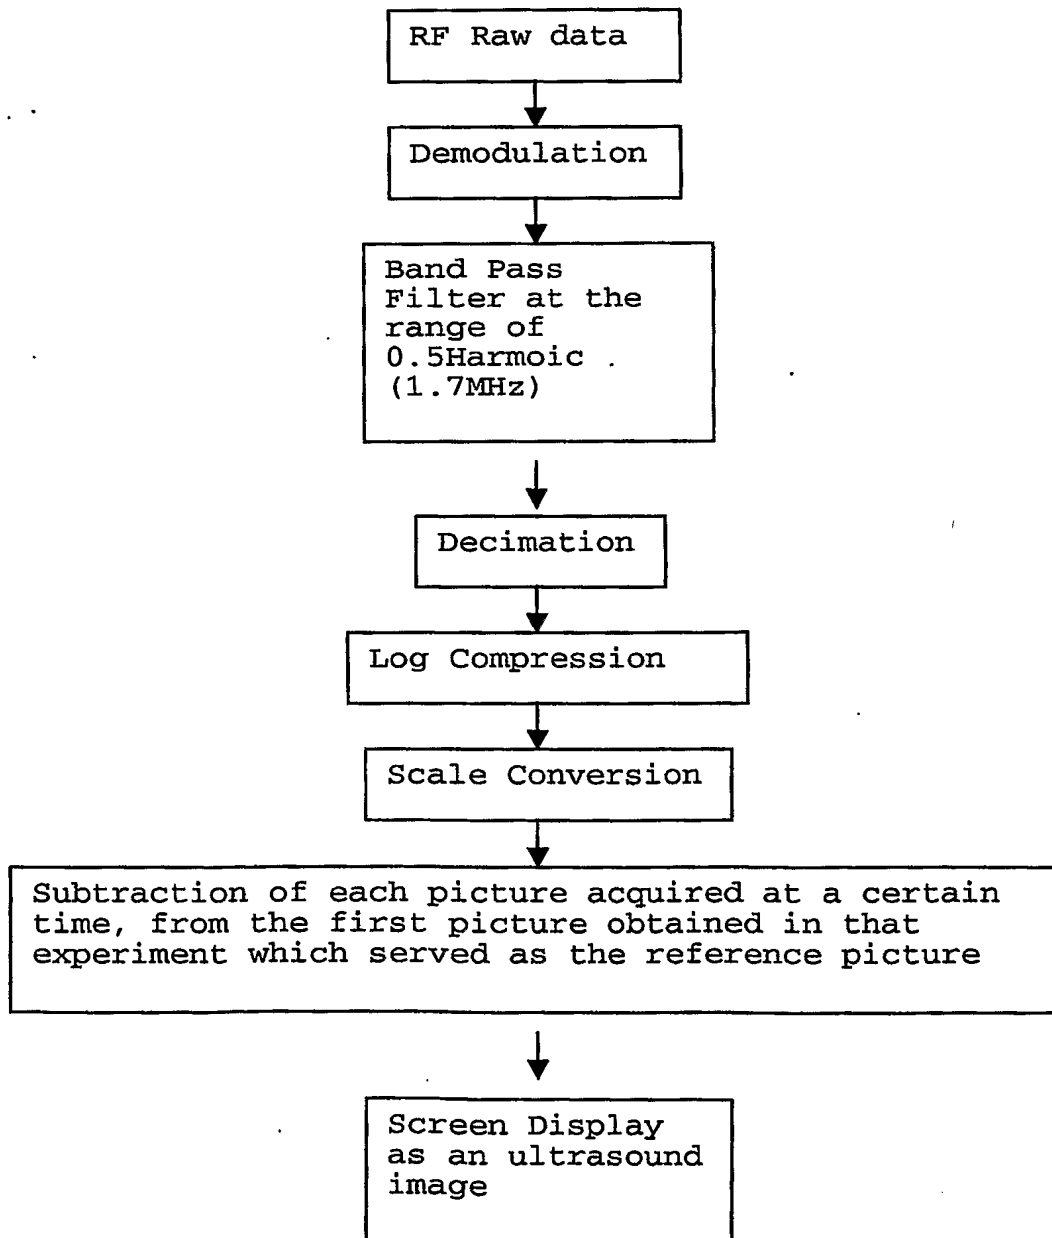 RF Raw data
Demodulation
Band Pass
Filter at the
range of
0.5Harmoic
(1.7MHz)
Decimation
Log Compression
Scale Conversion
Subtraction of each picture acquired at a certain
time, from the first picture obtained in that
experiment which served as the reference picture
Screen Display
as an ultrasound
image